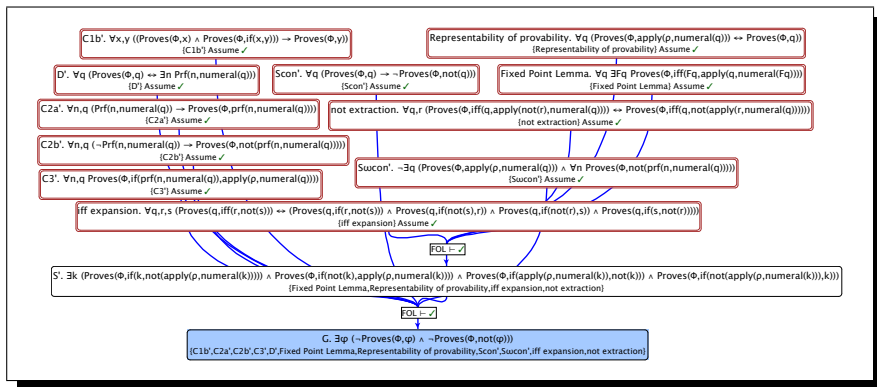 C1b'. ∀x,y ((Proves(Φ,x) ∧ Proves(Φ,if(x,y))) → Proves(Φ,y))
{C1b'} Assume ✓
Representability of provability. ∀q (Proves(Φ,apply(ρ,numeral(q))) ↔ Proves(Φ,q))
{Representability of provability} Assume ✓
D'. ∀q (Proves(Φ,q) ↔ ∃n Prf(n,numeral(q)))
{D'} Assume ✓
Scon'. ∀q (Proves(Φ,q) → ¬Proves(Φ,not(q)))
{Scon'} Assume ✓
Fixed Point Lemma. ∀q ∃Fq Proves(Φ,iff(Fq,apply(q,numeral(Fq))))
{Fixed Point Lemma} Assume ✓
C2a'. ∀n,q (Prf(n,numeral(q)) → Proves(Φ,prf(n,numeral(q))))
{C2a'} Assume ✓
not extraction. ∀q,r (Proves(Φ,iff(q,apply(not(r),numeral(q)))) ↔ Proves(Φ,iff(q,not(apply(r,numeral(q))))))
{not extraction} Assume ✓
C2b'. ∀n,q (¬Prf(n,numeral(q)) → Proves(Φ,not(prf(n,numeral(q)))))
{C2b'} Assume ✓
Sωcon'. ¬∃q (Proves(Φ,apply(ρ,numeral(q))) ∧ ∀n Proves(Φ,not(prf(n,numeral(q)))))
{Sωcon'} Assume ✓
C3'. ∀n,q Proves(Φ,if(prf(n,numeral(q)),apply(ρ,numeral(q))))
{C3'} Assume ✓
iff expansion. ∀q,r,s (Proves(q,iff(r,not(s))) ↔ (Proves(q,if(r,not(s))) ∧ Proves(q,if(not(s),r)) ∧ Proves(q,if(not(r),s)) ∧ Proves(q,if(s,not(r)))))
{iff expansion} Assume ✓
FOL ⊢ ✓
S'. ∃k (Proves(Φ,if(k,not(apply(ρ,numeral(k))))) ∧ Proves(Φ,if(not(k),apply(ρ,numeral(k)))) ∧ Proves(Φ,if(apply(ρ,numeral(k)),not(k))) ∧ Proves(Φ,if(not(apply(ρ,numeral(k))),k)))
{Fixed Point Lemma,Representability of provability,iff expansion,not extraction}
FOL ⊢ ✓
G. ∃φ (¬Proves(Φ,φ) ∧ ¬Proves(Φ,not(φ)))
{C1b',C2a',C2b',C3',D',Fixed Point Lemma,Representability of provability,Scon',Sωcon',iff expansion,not extraction}